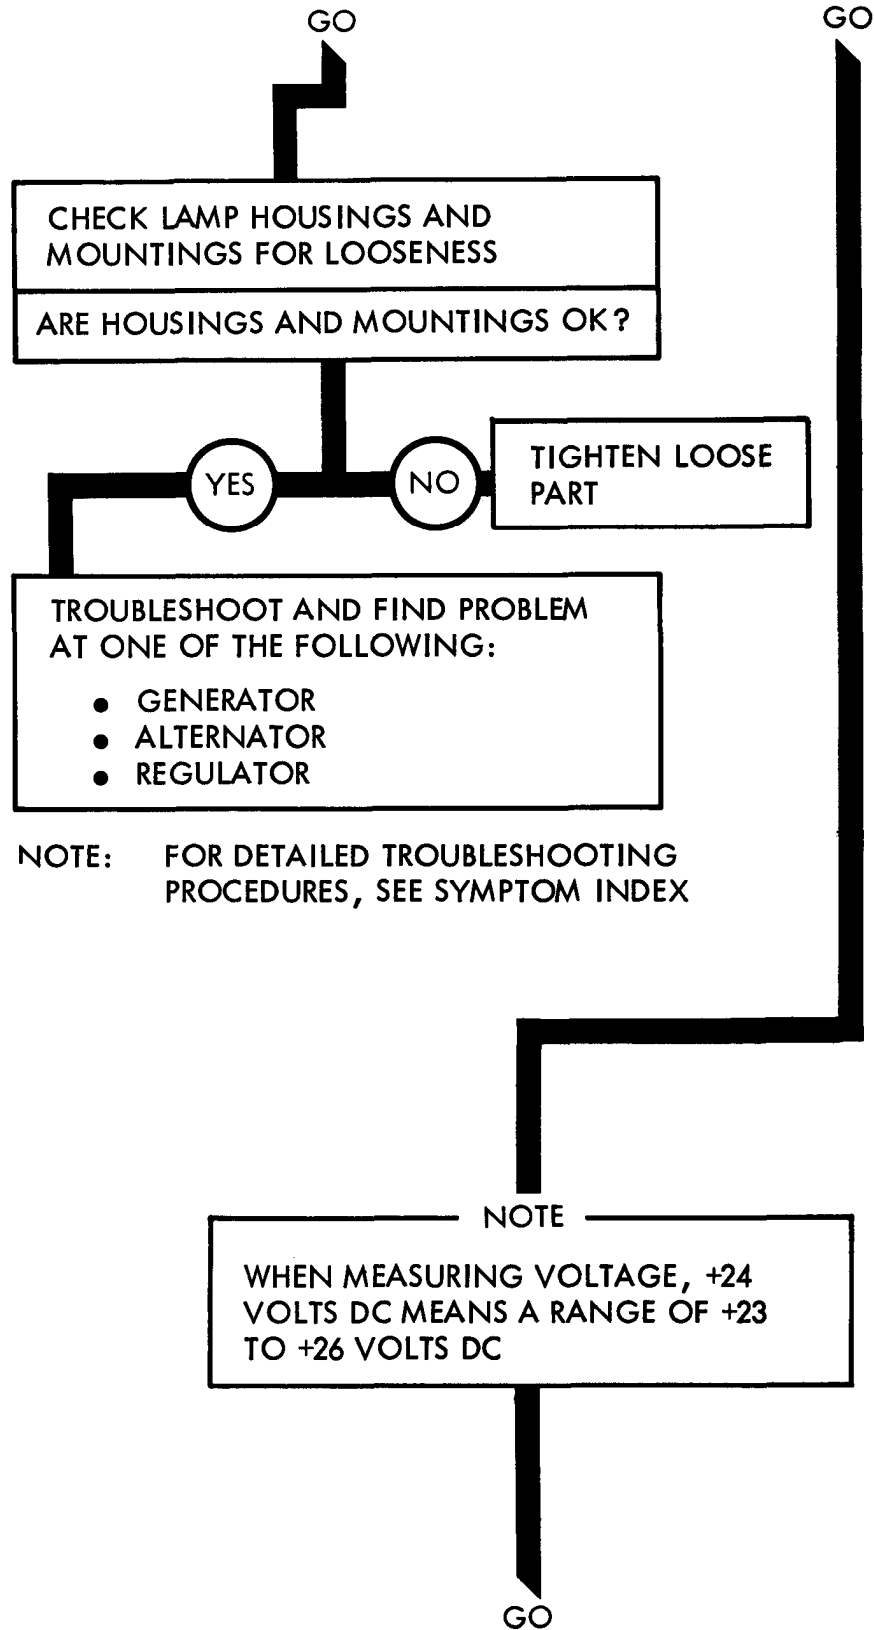 GO
GO
CHECK LAMP HOUSINGS AND
MOUNTINGS FOR LOOSENESS
ARE HOUSINGS AND MOUNTINGS OK?
YES
NO
TIGHTEN LOOSE
PART
TROUBLESHOOT AND FIND PROBLEM
AT ONE OF THE FOLLOWING:
● GENERATOR
● ALTERNATOR
● REGULATOR
NOTE: FOR DETAILED TROUBLESHOOTING
PROCEDURES, SEE SYMPTOM INDEX
NOTE
WHEN MEASURING VOLTAGE, +24
VOLTS DC MEANS A RANGE OF +23
TO +26 VOLTS DC
GO